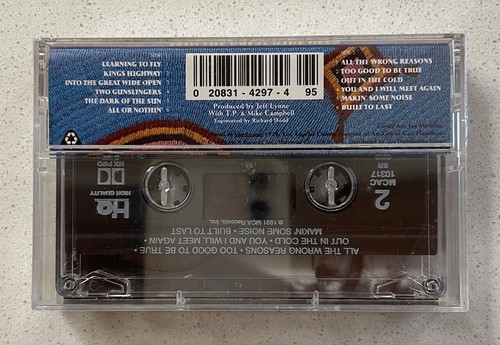 LEARNING TO FLY
KINGS HIGHWAY
INTO THE GREAT WIDE OPEN
TWO GUNSLINGERS
THE DARK OF THE SUN
ALL OR NOTHIN'
0 20831-4297-4 95
Produced by Jeff Lynne
With T.P. & Mike Campbell
Engineered by Richard Dodd
ALL THE WRONG REASONS
TOO GOOD TO BE TRUE
OUT IN THE COLD
YOU AND I WILL MEET AGAIN
MAKIN' SOME NOISE
BUILT TO LAST
2
MCAC
10317
SR
ALL THE WRONG REASONS • TOO GOOD TO BE TRUE •
OUT IN THE COLD • YOU AND I WILL MEET AGAIN •
MAKIN' SOME NOISE • BUILT TO LAST
℗ 1991 MCA Records, Inc.
HX PRO
HQ
HIGH QUALITY